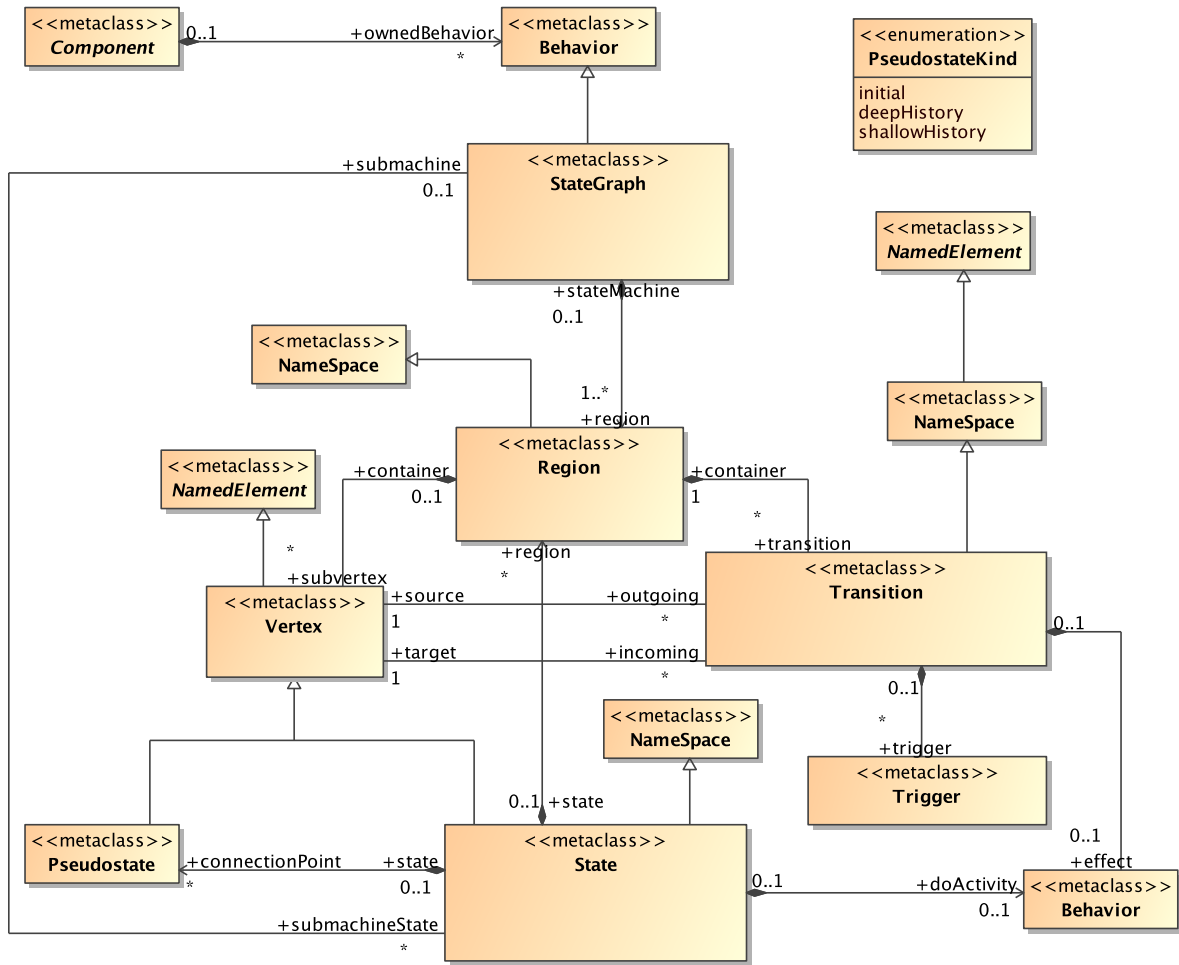 <<metaclass>>
Component
0..1
+ownedBehavior
*
<<metaclass>>
Behavior
<<enumeration>>
PseudostateKind
initial
deepHistory
shallowHistory
+submachine
0..1
<<metaclass>>
StateGraph
<<metaclass>>
NamedElement
+stateMachine
0..1
<<metaclass>>
NameSpace
1..*
+region
<<metaclass>>
NameSpace
<<metaclass>>
Region
<<metaclass>>
NamedElement
+container
0..1
+container
1
*
+transition
*
+subvertex
+region
*
<<metaclass>>
Vertex
+source
1
+outgoing
*
<<metaclass>>
Transition
+target
1
+incoming
*
0..1
0..1
*
+trigger
<<metaclass>>
NameSpace
<<metaclass>>
Trigger
0..1
+state
<<metaclass>>
Pseudostate
+connectionPoint
*
+state
0..1
<<metaclass>>
State
0..1
+doActivity
0..1
0..1
+effect
<<metaclass>>
Behavior
+submachineState
*